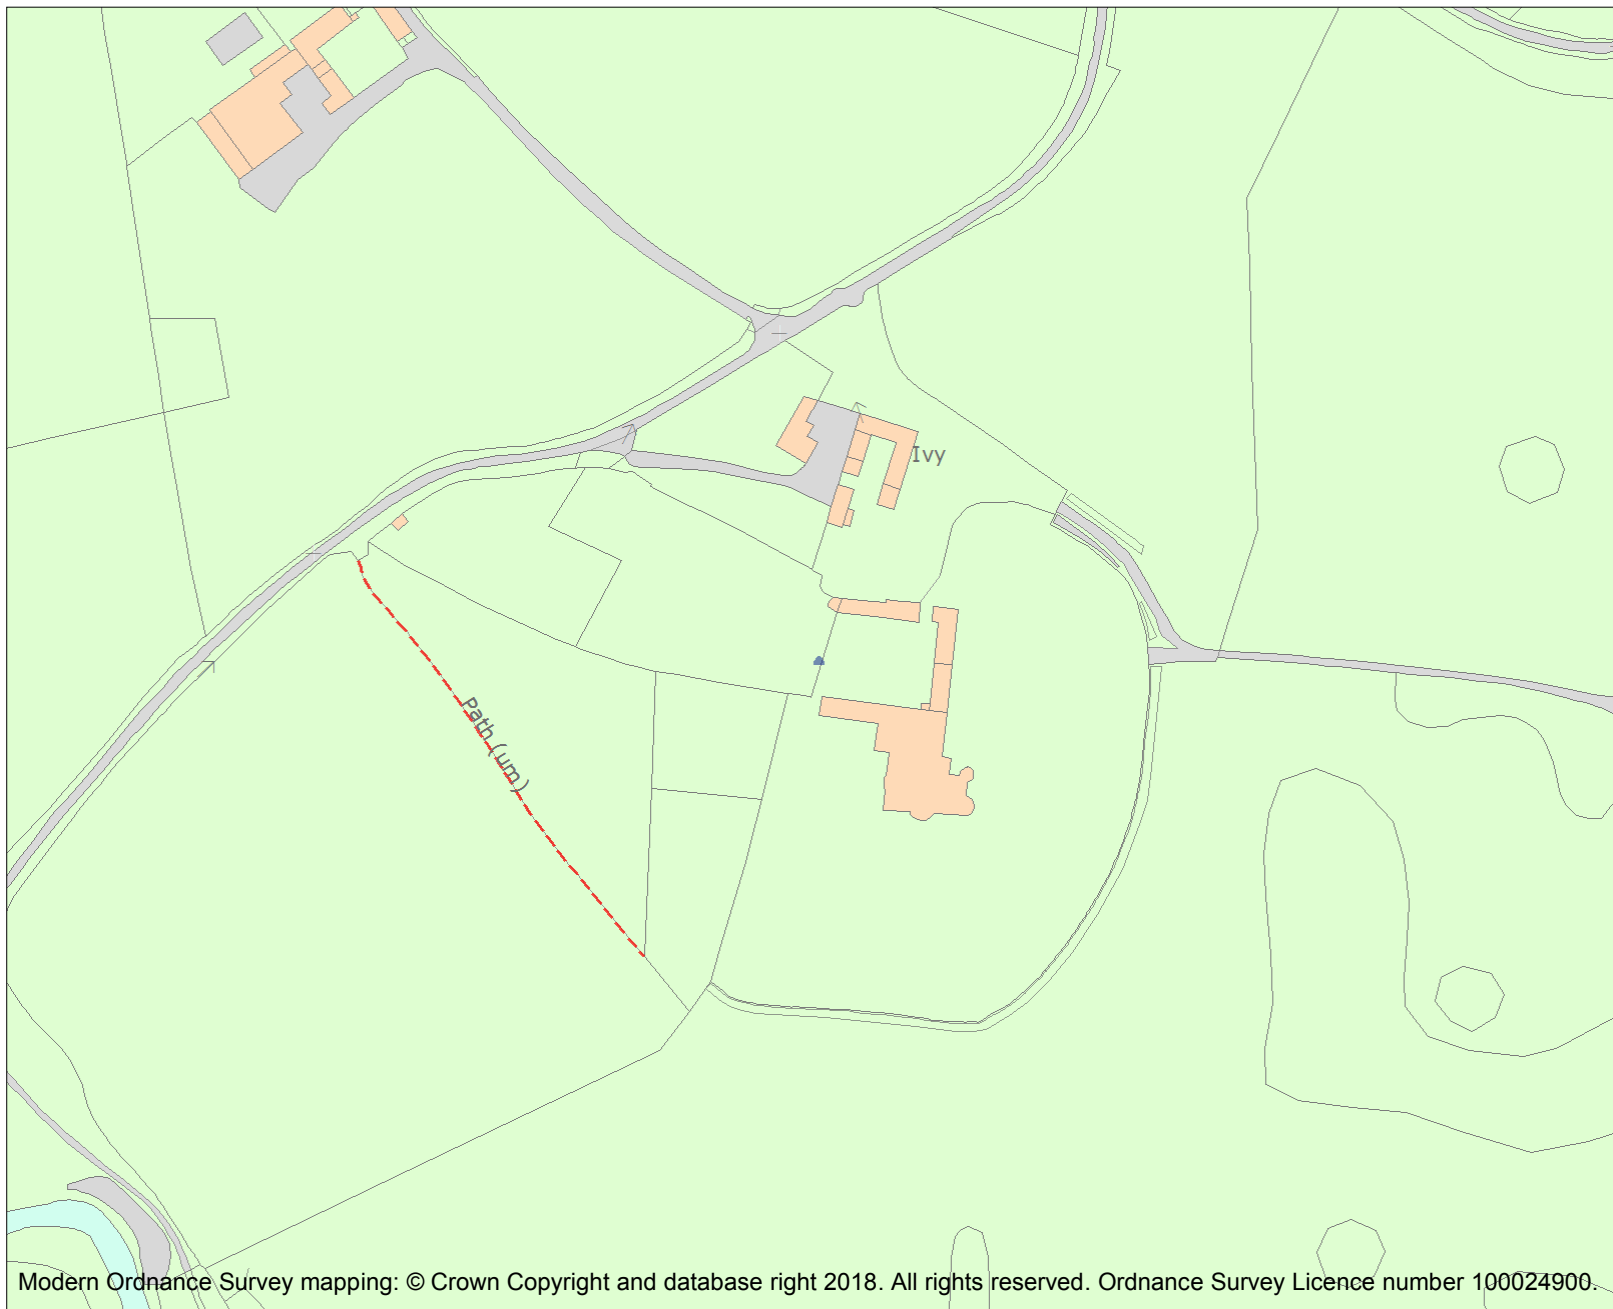 Ivy
Path (um)
Modern Ordnance Survey mapping: © Crown Copyright and database right 2018. All rights reserved. Ordnance Survey Licence number 100024900.